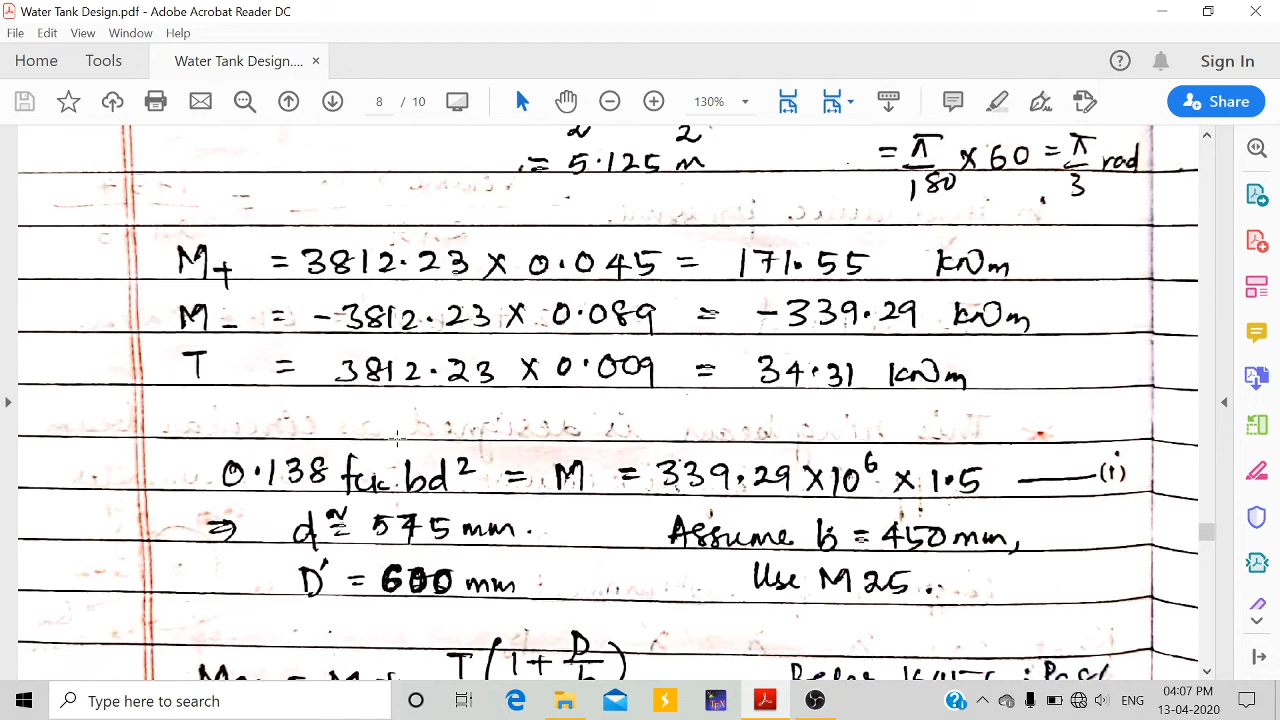 Water Tank Design.pdf - Adobe Acrobat Reader DC
File Edit View Window Help
Home Tools Water Tank Design.... × Sign In
8 / 10 130% Share
2 2
= 5.125 m = π/180 × 60 = π/3 rad
M+ = 3812.23 × 0.045 = 171.55 kNm
M- = -3812.23 × 0.089 = -339.29 kNm
T = 3812.23 × 0.009 = 34.31 kNm
0.138 fck bd² = M = 339.29 × 10⁶ × 1.5 —— (i)
⇒ d ≅ 575 mm. Assume b = 450 mm,
D' = 600 mm Use M25.
T(1 + D/b)
Type here to search
ENG 04:07 PM
13-04-2020